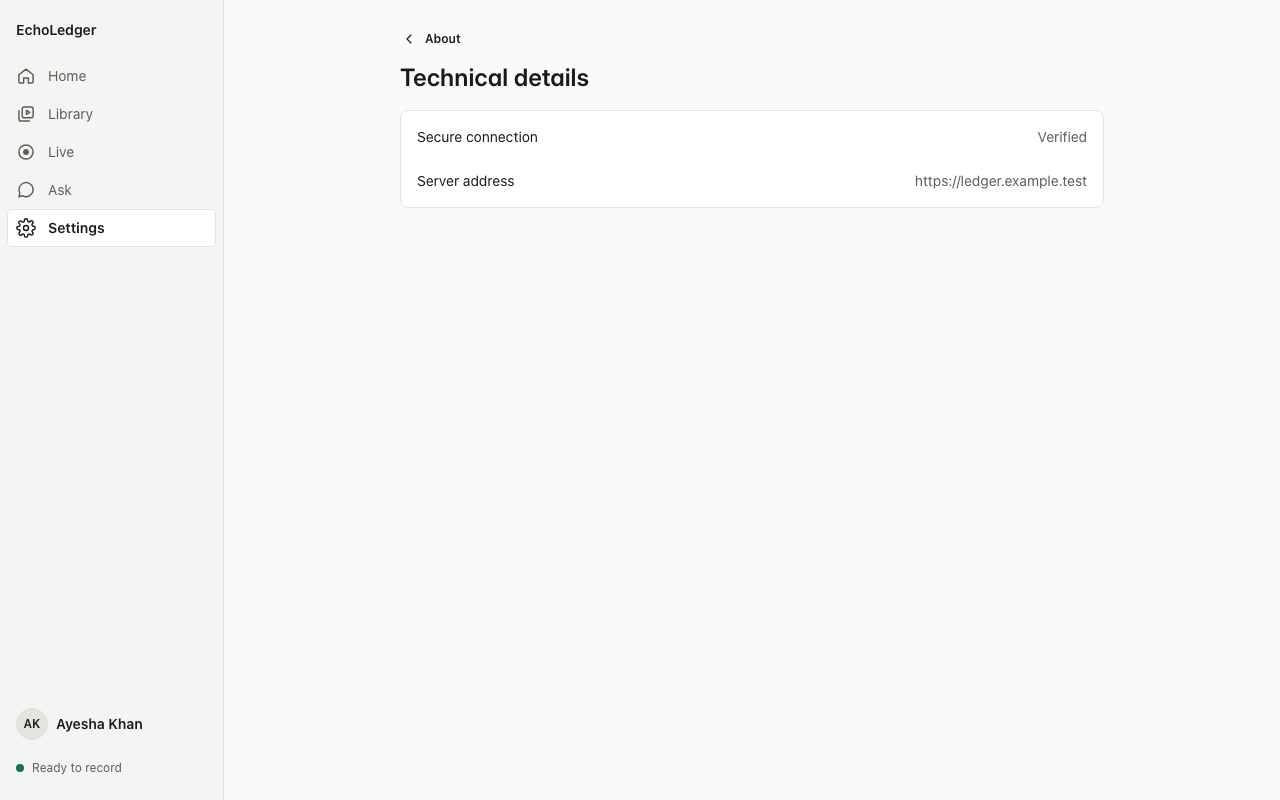 EchoLedger
Home
Library
Live
Ask
Settings
AK
Ayesha Khan
Ready to record
About
Technical details
Secure connection Verified
Server address https://ledger.example.test